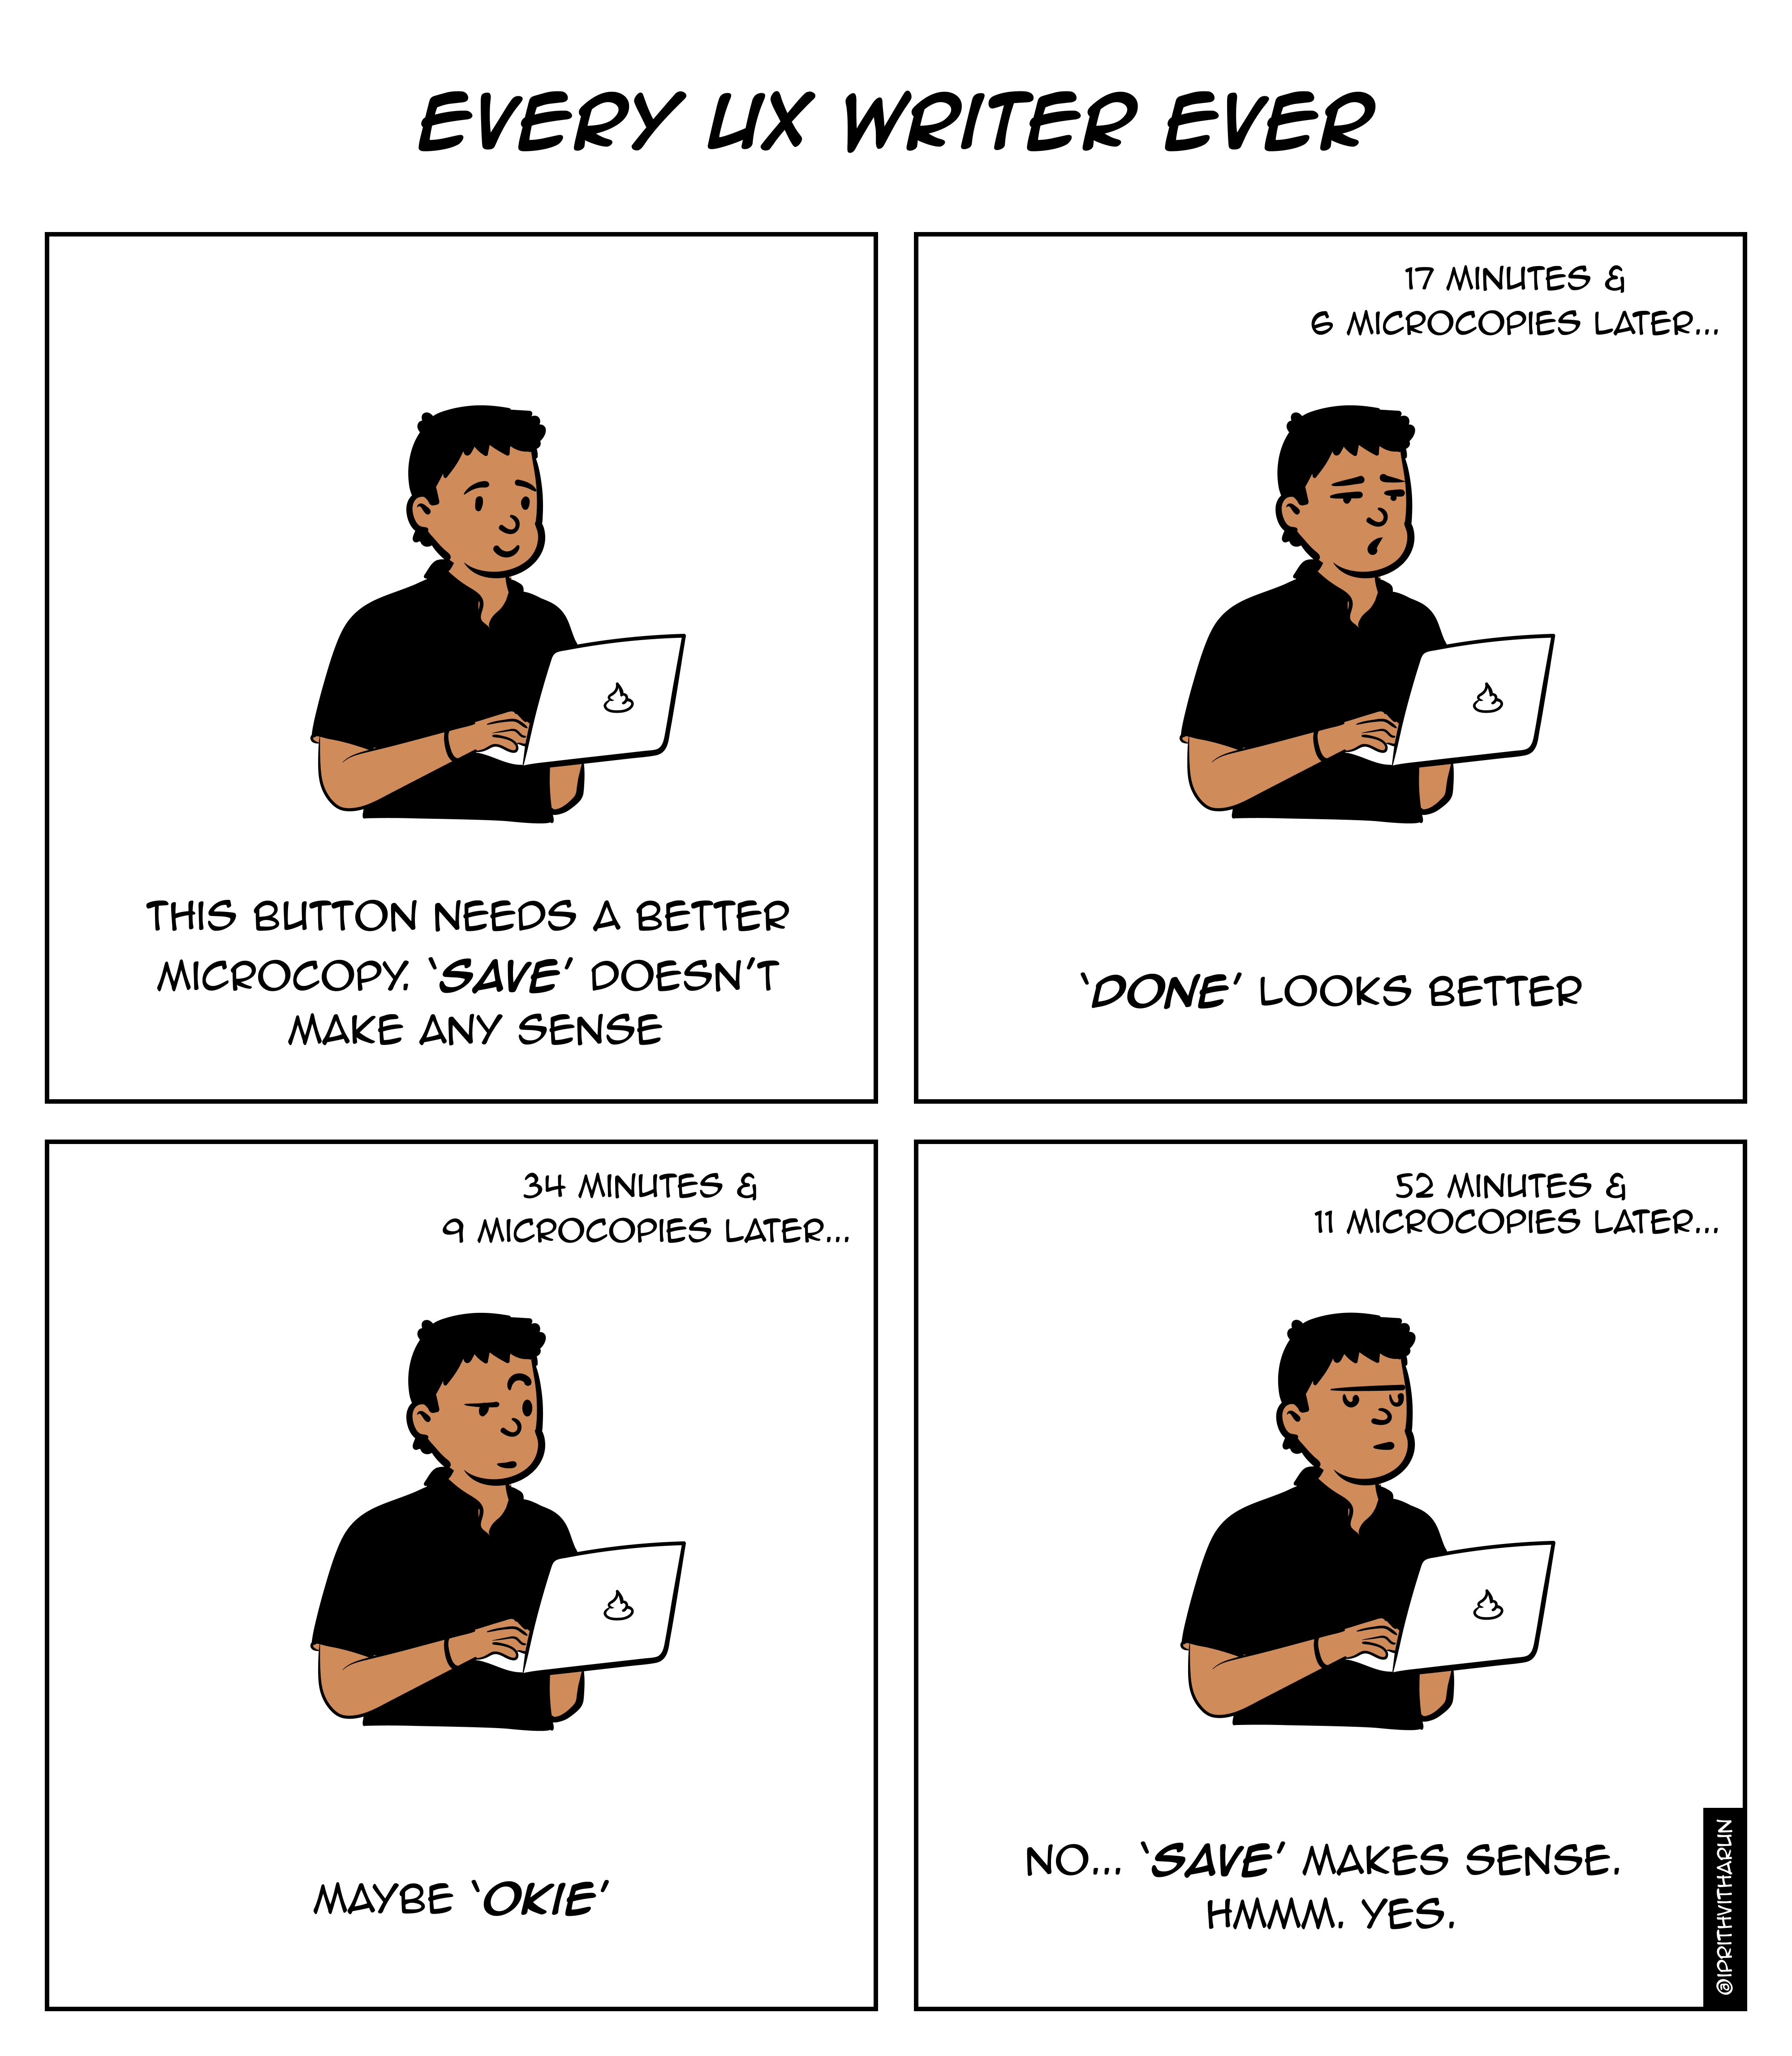 EVERY UX WRITER EVER
THIS BUTTON NEEDS A BETTER
MICROCOPY. 'SAVE' DOESN'T
MAKE ANY SENSE
17 MINUTES &
6 MICROCOPIES LATER...
'DONE' LOOKS BETTER
34 MINUTES &
9 MICROCOPIES LATER...
MAYBE 'OKIE'
52 MINUTES &
11 MICROCOPIES LATER...
NO... 'SAVE' MAKES SENSE.
HMMM. YES.
@IPRITHVITHARUN